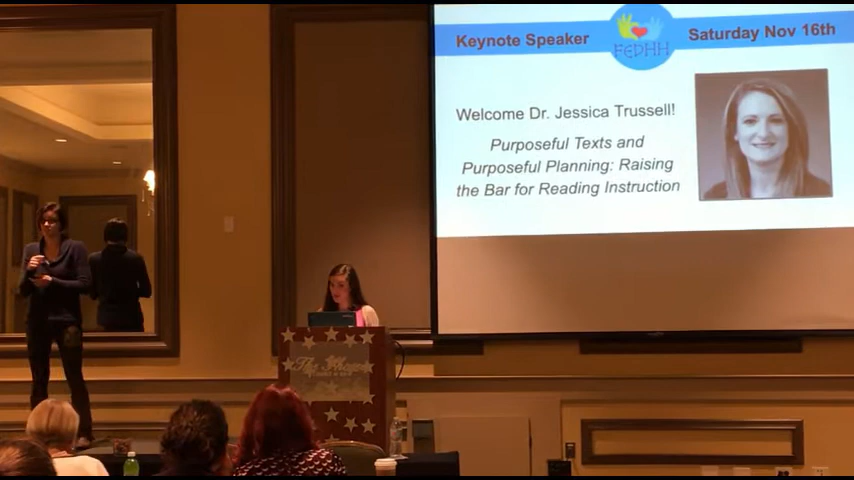 Keynote Speaker
FEDHH
Saturday Nov 16th
Welcome Dr. Jessica Trussell!
Purposeful Texts and
Purposeful Planning: Raising
the Bar for Reading Instruction